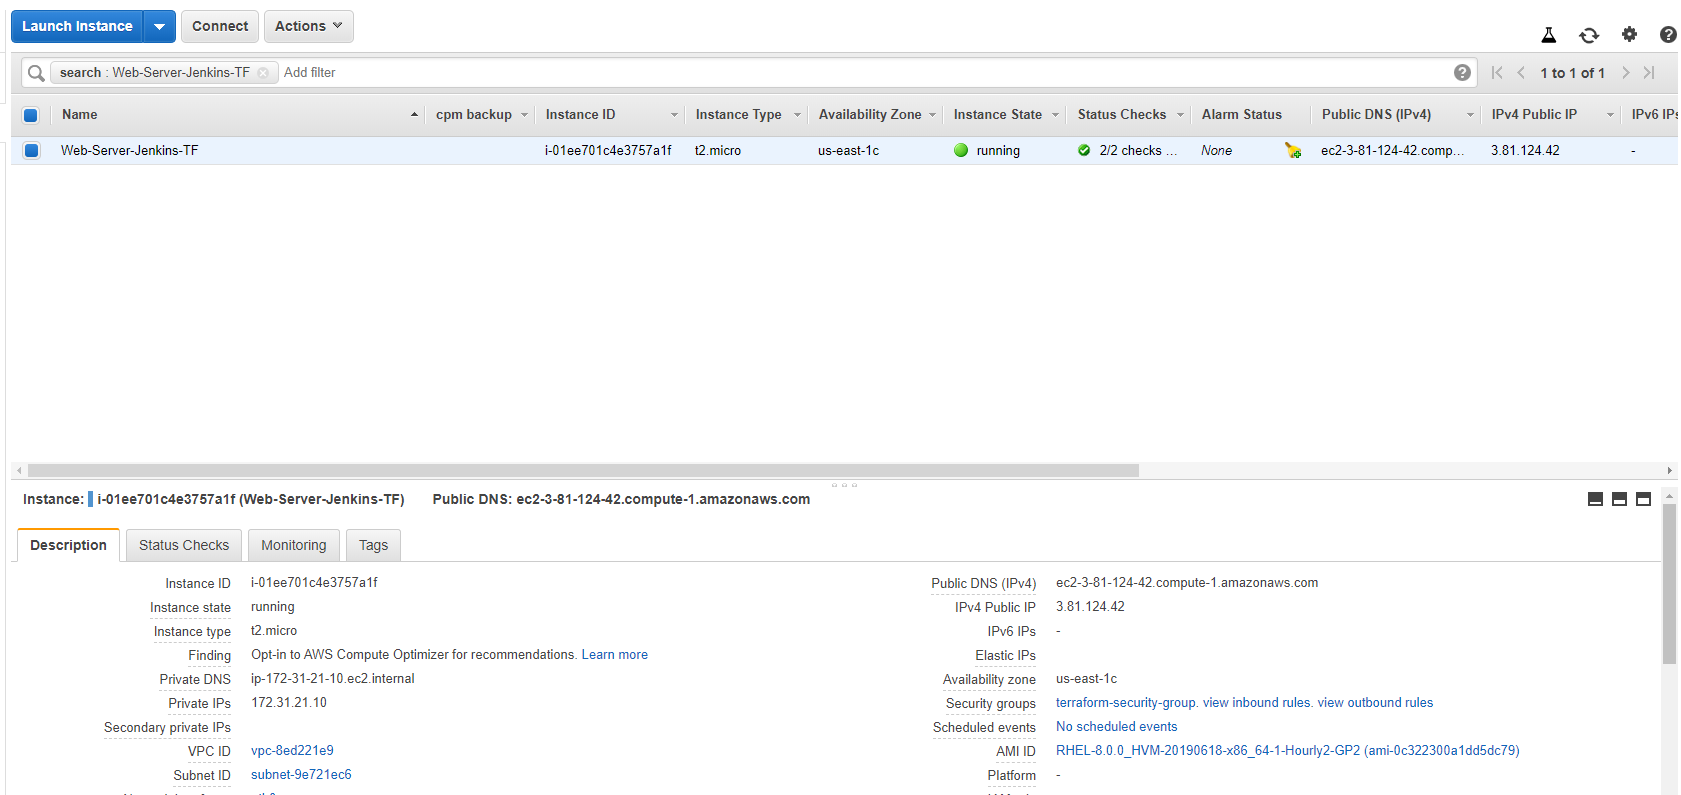 Launch Instance Connect Actions
search : Web-Server-Jenkins-TF Add filter 1 to 1 of 1
Name cpm backup Instance ID Instance Type Availability Zone Instance State Status Checks Alarm Status Public DNS (IPv4) IPv4 Public IP IPv6 IPs
Web-Server-Jenkins-TF i-01ee701c4e3757a1f t2.micro us-east-1c running 2/2 checks ... None ec2-3-81-124-42.comp... 3.81.124.42 -
Instance: i-01ee701c4e3757a1f (Web-Server-Jenkins-TF) Public DNS: ec2-3-81-124-42.compute-1.amazonaws.com
Description Status Checks Monitoring Tags
Instance ID i-01ee701c4e3757a1f Public DNS (IPv4) ec2-3-81-124-42.compute-1.amazonaws.com
Instance state running IPv4 Public IP 3.81.124.42
Instance type t2.micro IPv6 IPs -
Finding Opt-in to AWS Compute Optimizer for recommendations. Learn more Elastic IPs
Private DNS ip-172-31-21-10.ec2.internal Availability zone us-east-1c
Private IPs 172.31.21.10 Security groups terraform-security-group. view inbound rules. view outbound rules
Secondary private IPs Scheduled events No scheduled events
VPC ID vpc-8ed221e9 AMI ID RHEL-8.0.0_HVM-20190618-x86_64-1-Hourly2-GP2 (ami-0c322300a1dd5dc79)
Subnet ID subnet-9e721ec6 Platform -